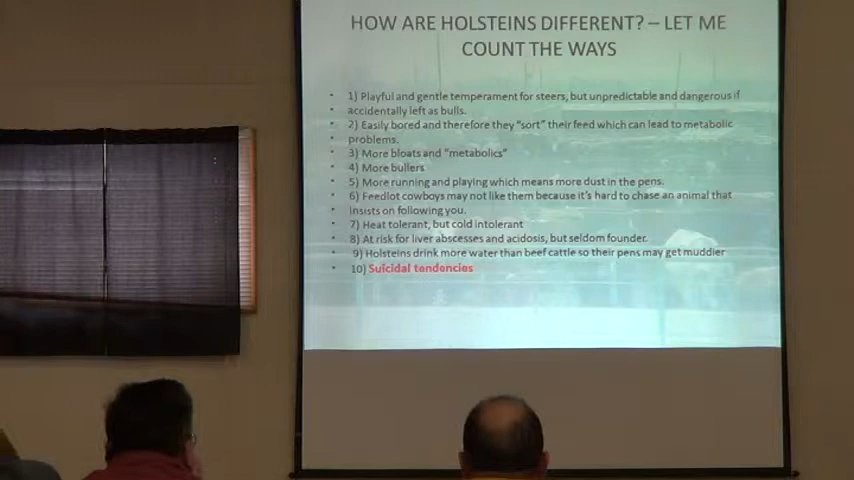 HOW ARE HOLSTEINS DIFFERENT? – LET ME
COUNT THE WAYS
• 1) Playful and gentle temperament for steers, but unpredictable and dangerous if
• accidentally left as bulls.
• 2) Easily bored and therefore they "sort" their feed which can lead to metabolic
• problems.
• 3) More bloats and "metabolics"
• 4) More bullers
• 5) More running and playing which means more dust in the pens.
• 6) Feedlot cowboys may not like them because it's hard to chase an animal that
• insists on following you.
• 7) Heat tolerant, but cold intolerant
• 8) At risk for liver abscesses and acidosis, but seldom founder.
• 9) Holsteins drink more water than beef cattle so their pens may get muddier
• 10) Suicidal tendencies